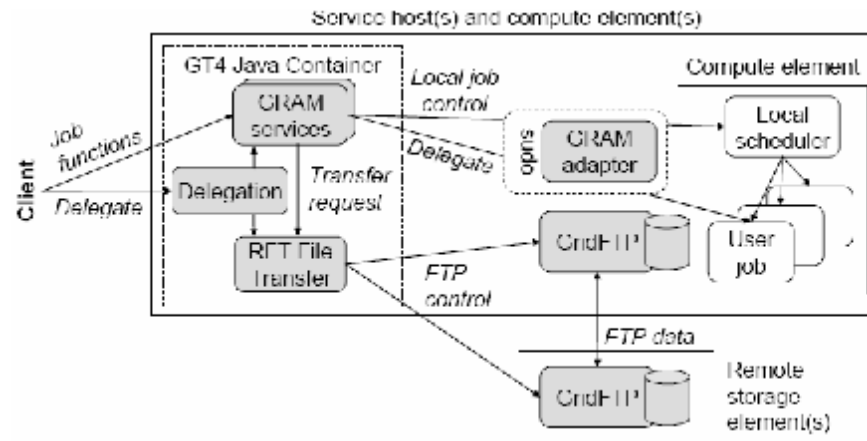 Service host(s) and compute element(s)
GT4 Java Container
Compute element
GRAM
services
Local job
control
Local
scheduler
Job
functions
sudo
GRAM
adapter
Delegate
Client
Delegate
Delegation
Transfer
request
User
job
RFT File
Transfer
GridFTP
FTP
control
FTP data
GridFTP
Remote
storage
element(s)